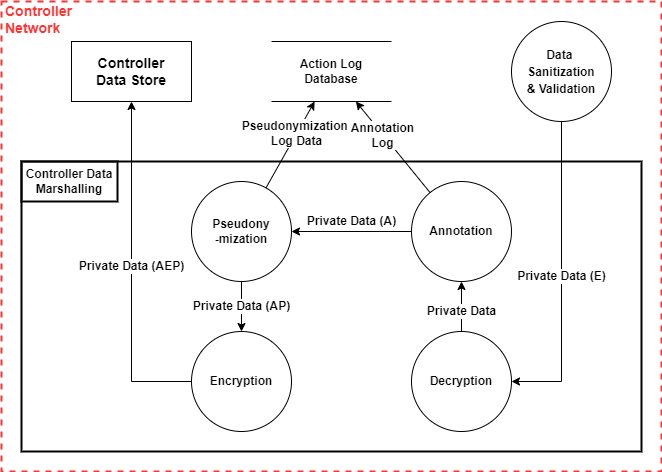 Controller
Network
Controller
Data Store
Action Log
Database
Data
Sanitization
& Validation
Pseudonymization
Log Data
Annotation
Log
Controller Data
Marshalling
Pseudony
-mization
Private Data (A)
Annotation
Private Data (AEP)
Private Data (E)
Private Data (AP)
Private Data
Encryption
Decryption